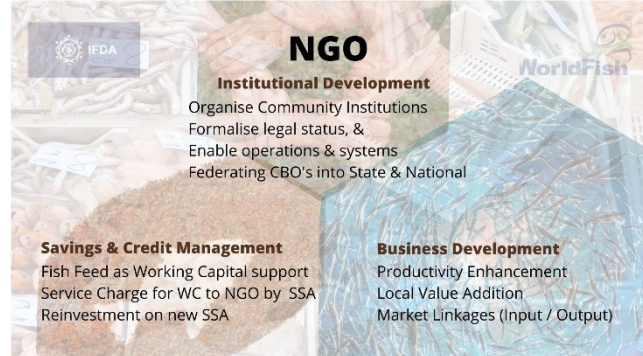 IFDA
NGO
WorldFish
Institutional Development
Organise Community Institutions
Formalise legal status, &
Enable operations & systems
Federating CBO's into State & National
Savings & Credit Management
Fish Feed as Working Capital support
Service Charge for WC to NGO by SSA
Reinvestment on new SSA
Business Development
Productivity Enhancement
Local Value Addition
Market Linkages (Input / Output)